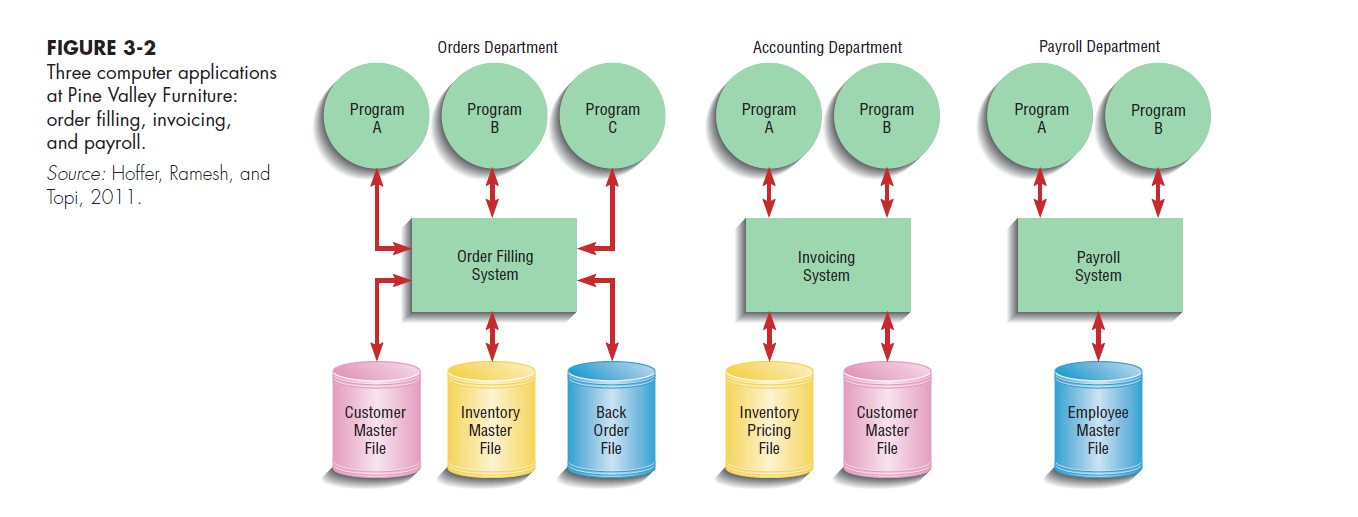 FIGURE 3-2
Three computer applications
at Pine Valley Furniture:
order filling, invoicing,
and payroll.
Source: Hoffer, Ramesh, and
Topi, 2011.
Orders Department
Program
A
Program
B
Program
C
Order Filling
System
Customer
Master
File
Inventory
Master
File
Back
Order
File
Accounting Department
Program
A
Program
B
Invoicing
System
Inventory
Pricing
File
Customer
Master
File
Payroll Department
Program
A
Program
B
Payroll
System
Employee
Master
File